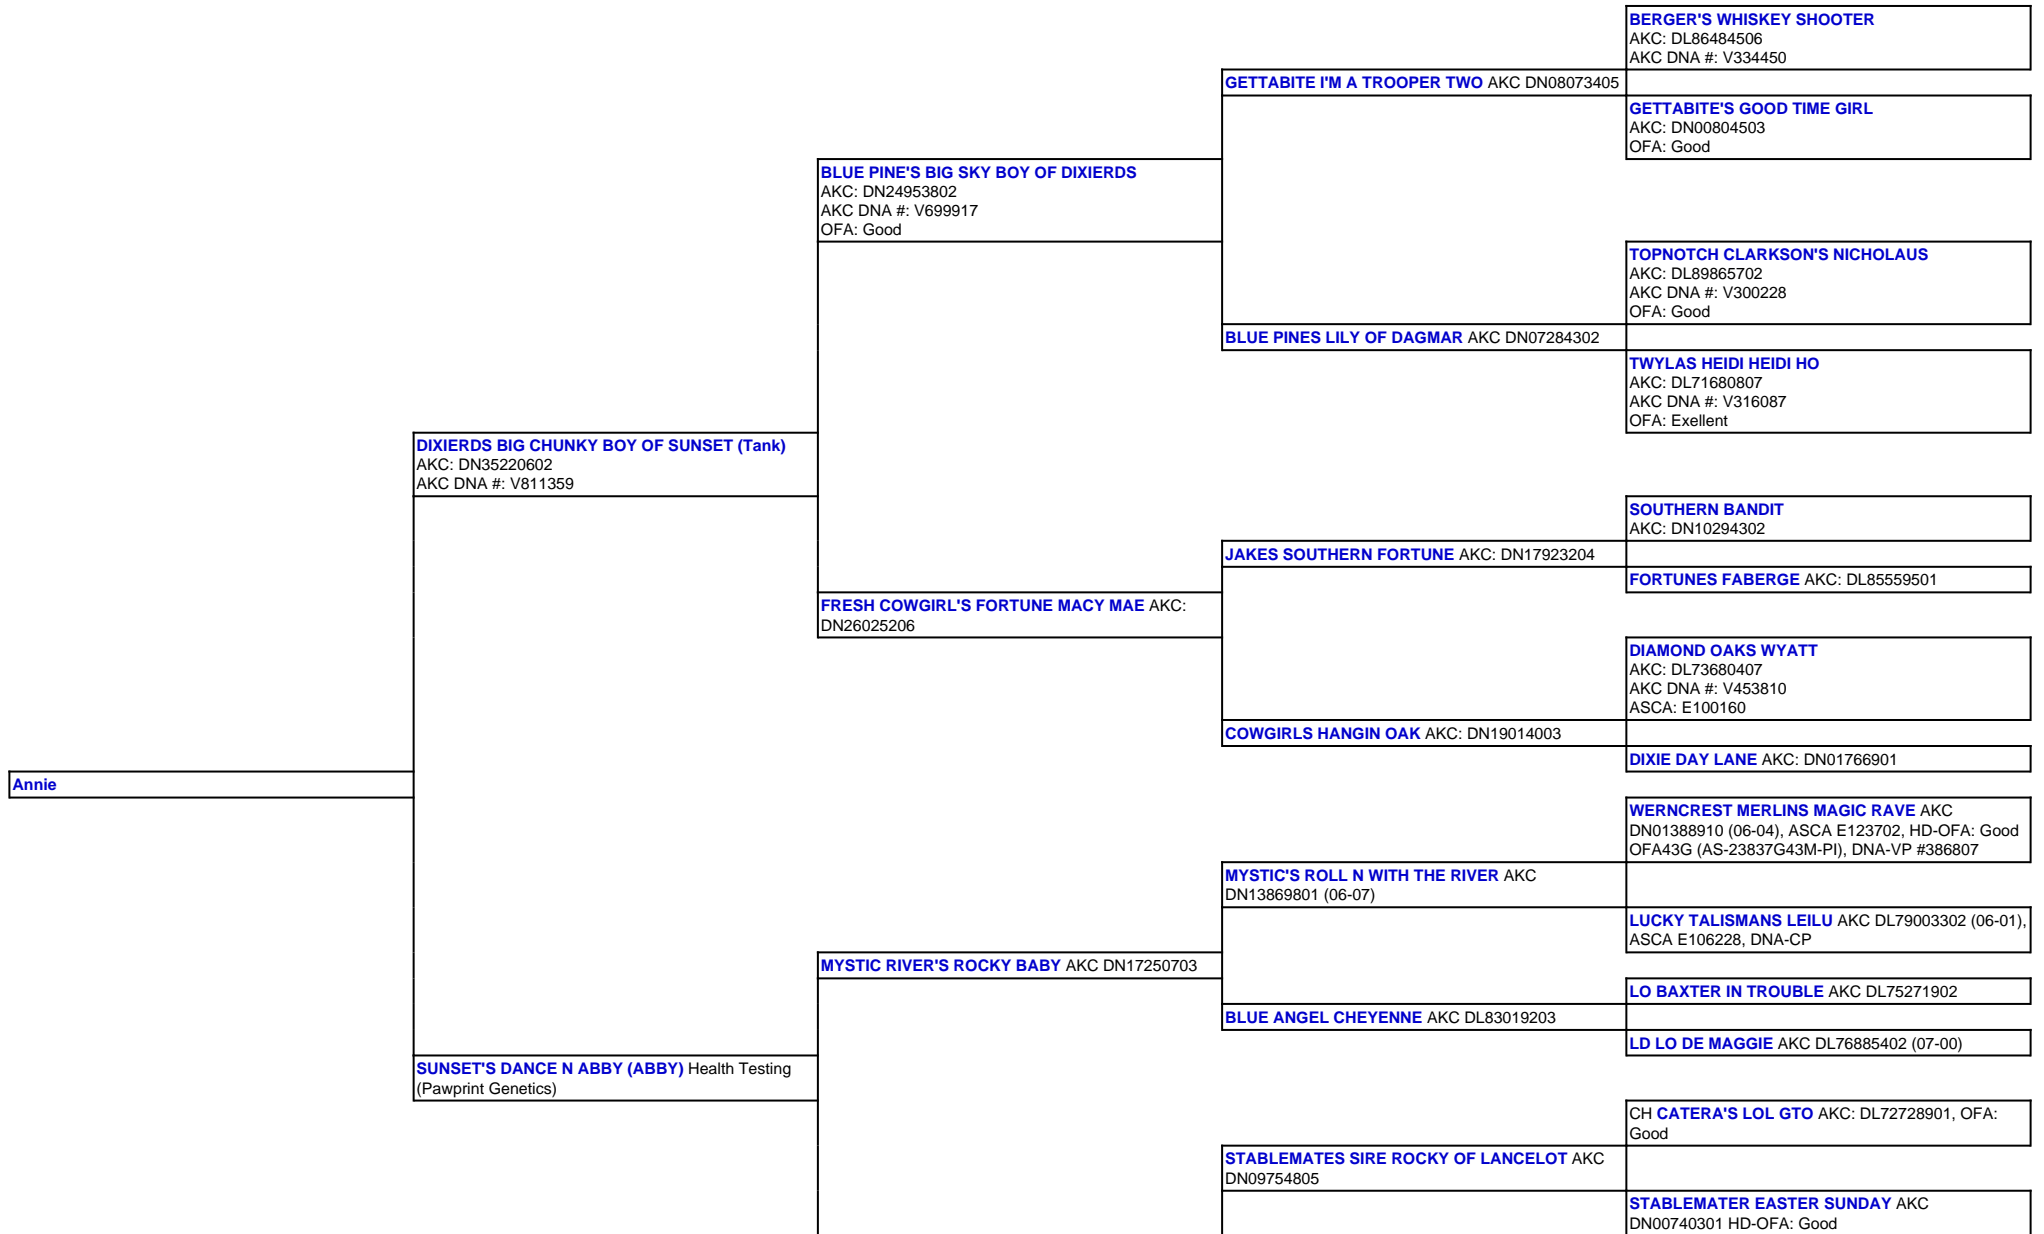 BERGER'S WHISKEY SHOOTER
AKC: DL86484506
AKC DNA #: V334450
GETTABITE I'M A TROOPER TWO AKC DN08073405
GETTABITE'S GOOD TIME GIRL
AKC: DN00804503
OFA: Good
BLUE PINE'S BIG SKY BOY OF DIXIERDS
AKC: DN24953802
AKC DNA #: V699917
OFA: Good
TOPNOTCH CLARKSON'S NICHOLAUS
AKC: DL89865702
AKC DNA #: V300228
OFA: Good
BLUE PINES LILY OF DAGMAR AKC DN07284302
TWYLAS HEIDI HEIDI HO
AKC: DL71680807
AKC DNA #: V316087
OFA: Exellent
DIXIERDS BIG CHUNKY BOY OF SUNSET (Tank)
AKC: DN35220602
AKC DNA #: V811359
SOUTHERN BANDIT
AKC: DN10294302
JAKES SOUTHERN FORTUNE AKC: DN17923204
FORTUNES FABERGE AKC: DL85559501
FRESH COWGIRL'S FORTUNE MACY MAE AKC:
DN26025206
DIAMOND OAKS WYATT
AKC: DL73680407
AKC DNA #: V453810
ASCA: E100160
COWGIRLS HANGIN OAK AKC: DN19014003
DIXIE DAY LANE AKC: DN01766901
Annie
WERNCREST MERLINS MAGIC RAVE AKC
DN01388910 (06-04), ASCA E123702, HD-OFA: Good
OFA43G (AS-23837G43M-PI), DNA-VP #386807
MYSTIC'S ROLL N WITH THE RIVER AKC
DN13869801 (06-07)
LUCKY TALISMANS LEILU AKC DL79003302 (06-01),
ASCA E106228, DNA-CP
MYSTIC RIVER'S ROCKY BABY AKC DN17250703
LO BAXTER IN TROUBLE AKC DL75271902
BLUE ANGEL CHEYENNE AKC DL83019203
LD LO DE MAGGIE AKC DL76885402 (07-00)
SUNSET'S DANCE N ABBY (ABBY) Health Testing
(Pawprint Genetics)
CH CATERA'S LOL GTO AKC: DL72728901, OFA:
Good
STABLEMATES SIRE ROCKY OF LANCELOT AKC
DN09754805
STABLEMATER EASTER SUNDAY AKC
DN00740301 HD-OFA: Good